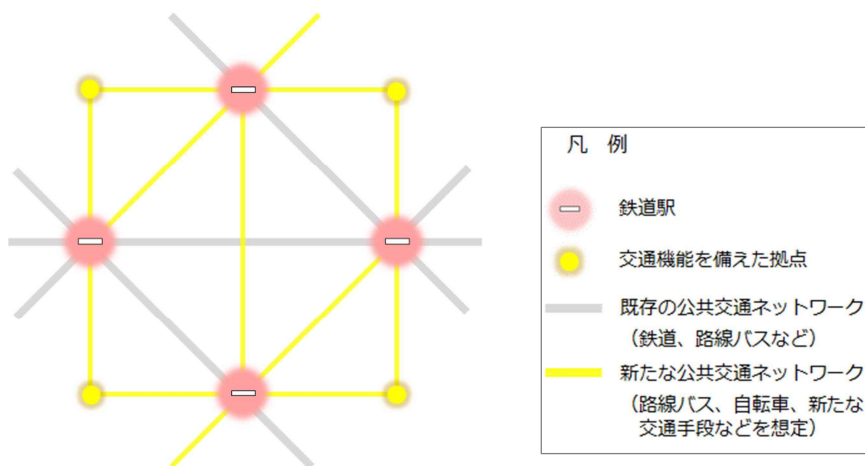 凡　例
鉄道駅
交通機能を備えた拠点
既存の公共交通ネットワーク
（鉄道、路線バスなど）
新たな公共交通ネットワーク
（路線バス、自転車、新たな
交通手段などを想定）